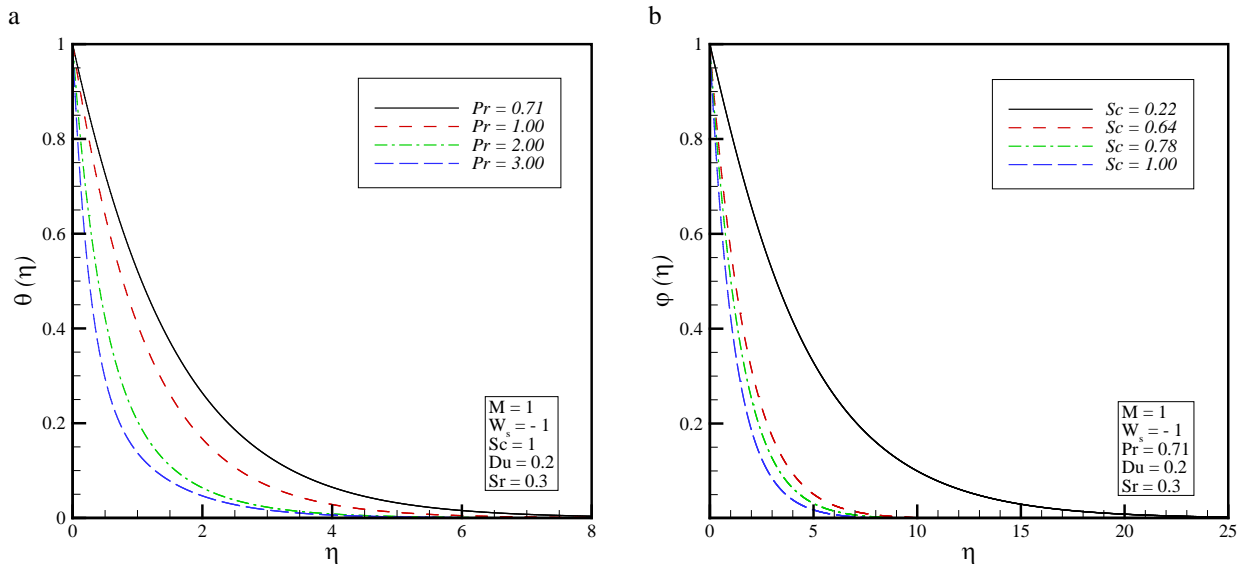 a
1
0.8
0.6
0.4
0.2
0
θ (η)
Pr = 0.71
Pr = 1.00
Pr = 2.00
Pr = 3.00
M = 1
W_s = - 1
Sc = 1
Du = 0.2
Sr = 0.3
0 2 4 6 8
η
b
1
0.8
0.6
0.4
0.2
0
φ (η)
Sc = 0.22
Sc = 0.64
Sc = 0.78
Sc = 1.00
M = 1
W_s = - 1
Pr = 0.71
Du = 0.2
Sr = 0.3
0 5 10 15 20 25
η